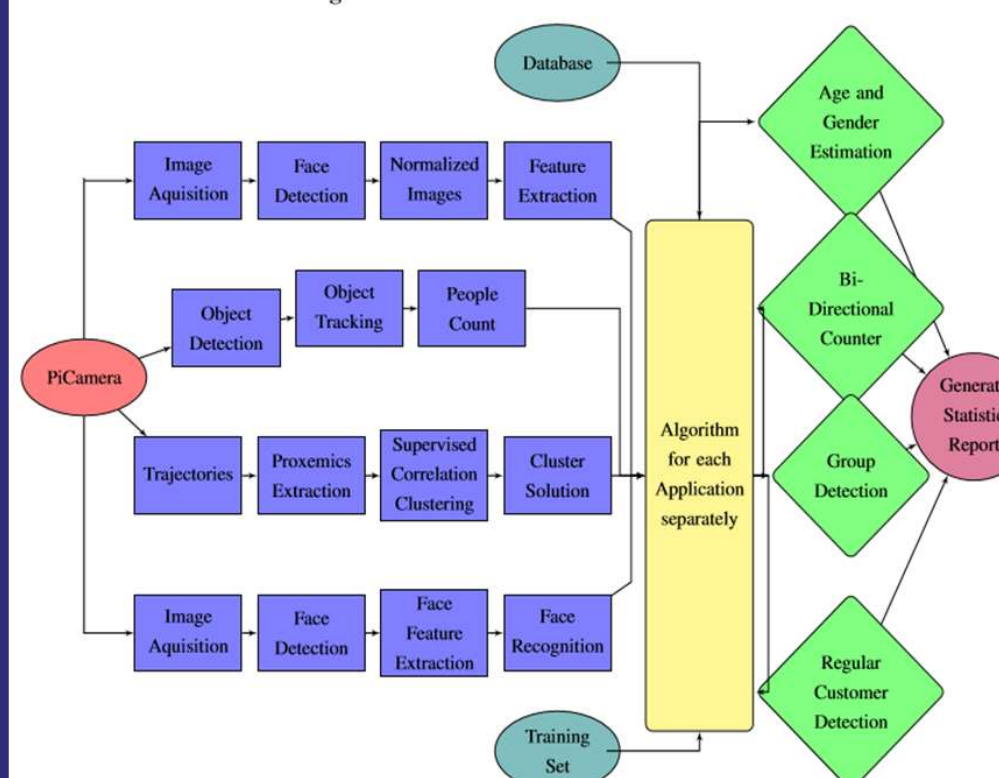 Database
Age and
Gender
Estimation
Image
Aquisition
Face
Detection
Normalized
Images
Feature
Extraction
Object
Detection
Object
Tracking
People
Count
Bi-
Directional
Counter
PiCamera
Trajectories
Proxemics
Extraction
Supervised
Correlation
Clustering
Cluster
Solution
Algorithm
for each
Application
separately
Group
Detection
Report
Image
Aquisition
Face
Detection
Face
Feature
Extraction
Face
Recognition
Regular
Customer
Detection
Training
Set